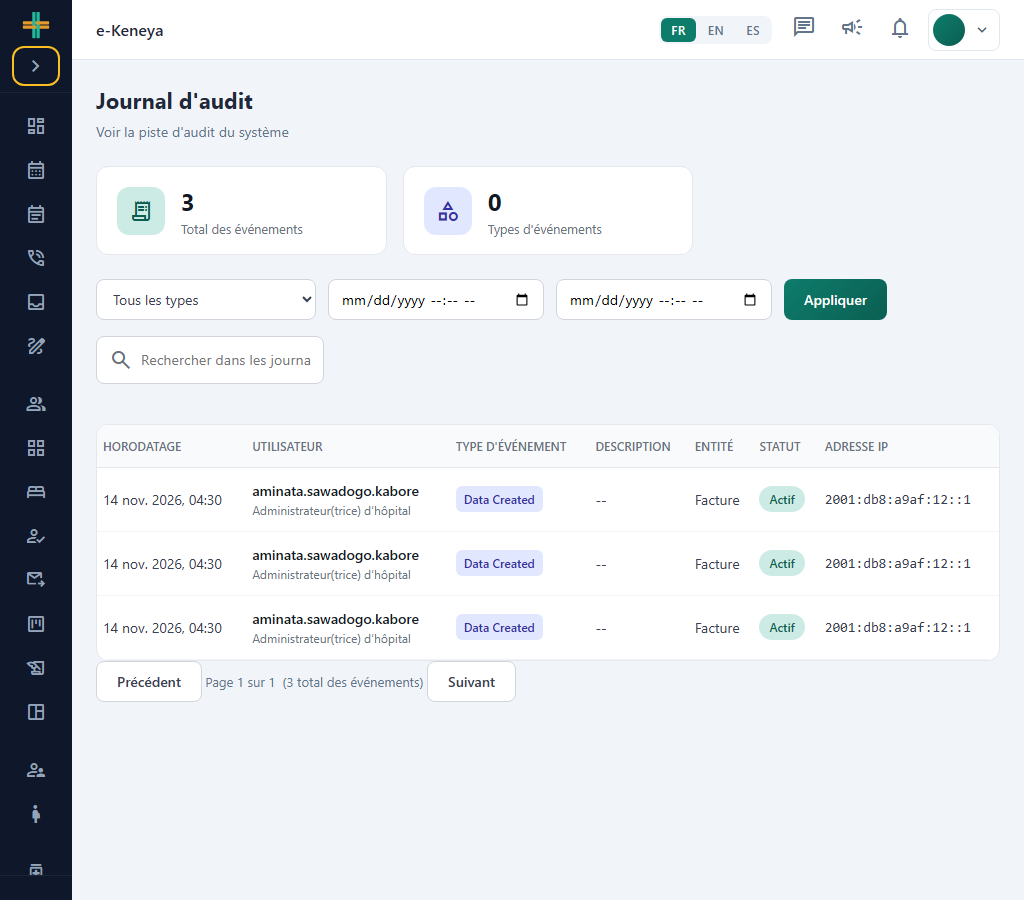 e-Keneya
FR EN ES
Journal d'audit
Voir la piste d'audit du système
3
Total des événements
0
Types d'événements
Tous les types
mm/dd/yyyy --:-- --
mm/dd/yyyy --:-- --
Appliquer
Rechercher dans les journa
HORODATAGE UTILISATEUR TYPE D'ÉVÉNEMENT DESCRIPTION ENTITÉ STATUT ADRESSE IP
14 nov. 2026, 04:30 aminata.sawadogo.kabore Data Created -- Facture Actif 2001:db8:a9af:12::1
Administrateur(trice) d'hôpital
14 nov. 2026, 04:30 aminata.sawadogo.kabore Data Created -- Facture Actif 2001:db8:a9af:12::1
Administrateur(trice) d'hôpital
14 nov. 2026, 04:30 aminata.sawadogo.kabore Data Created -- Facture Actif 2001:db8:a9af:12::1
Administrateur(trice) d'hôpital
Précédent Page 1 sur 1 (3 total des événements) Suivant